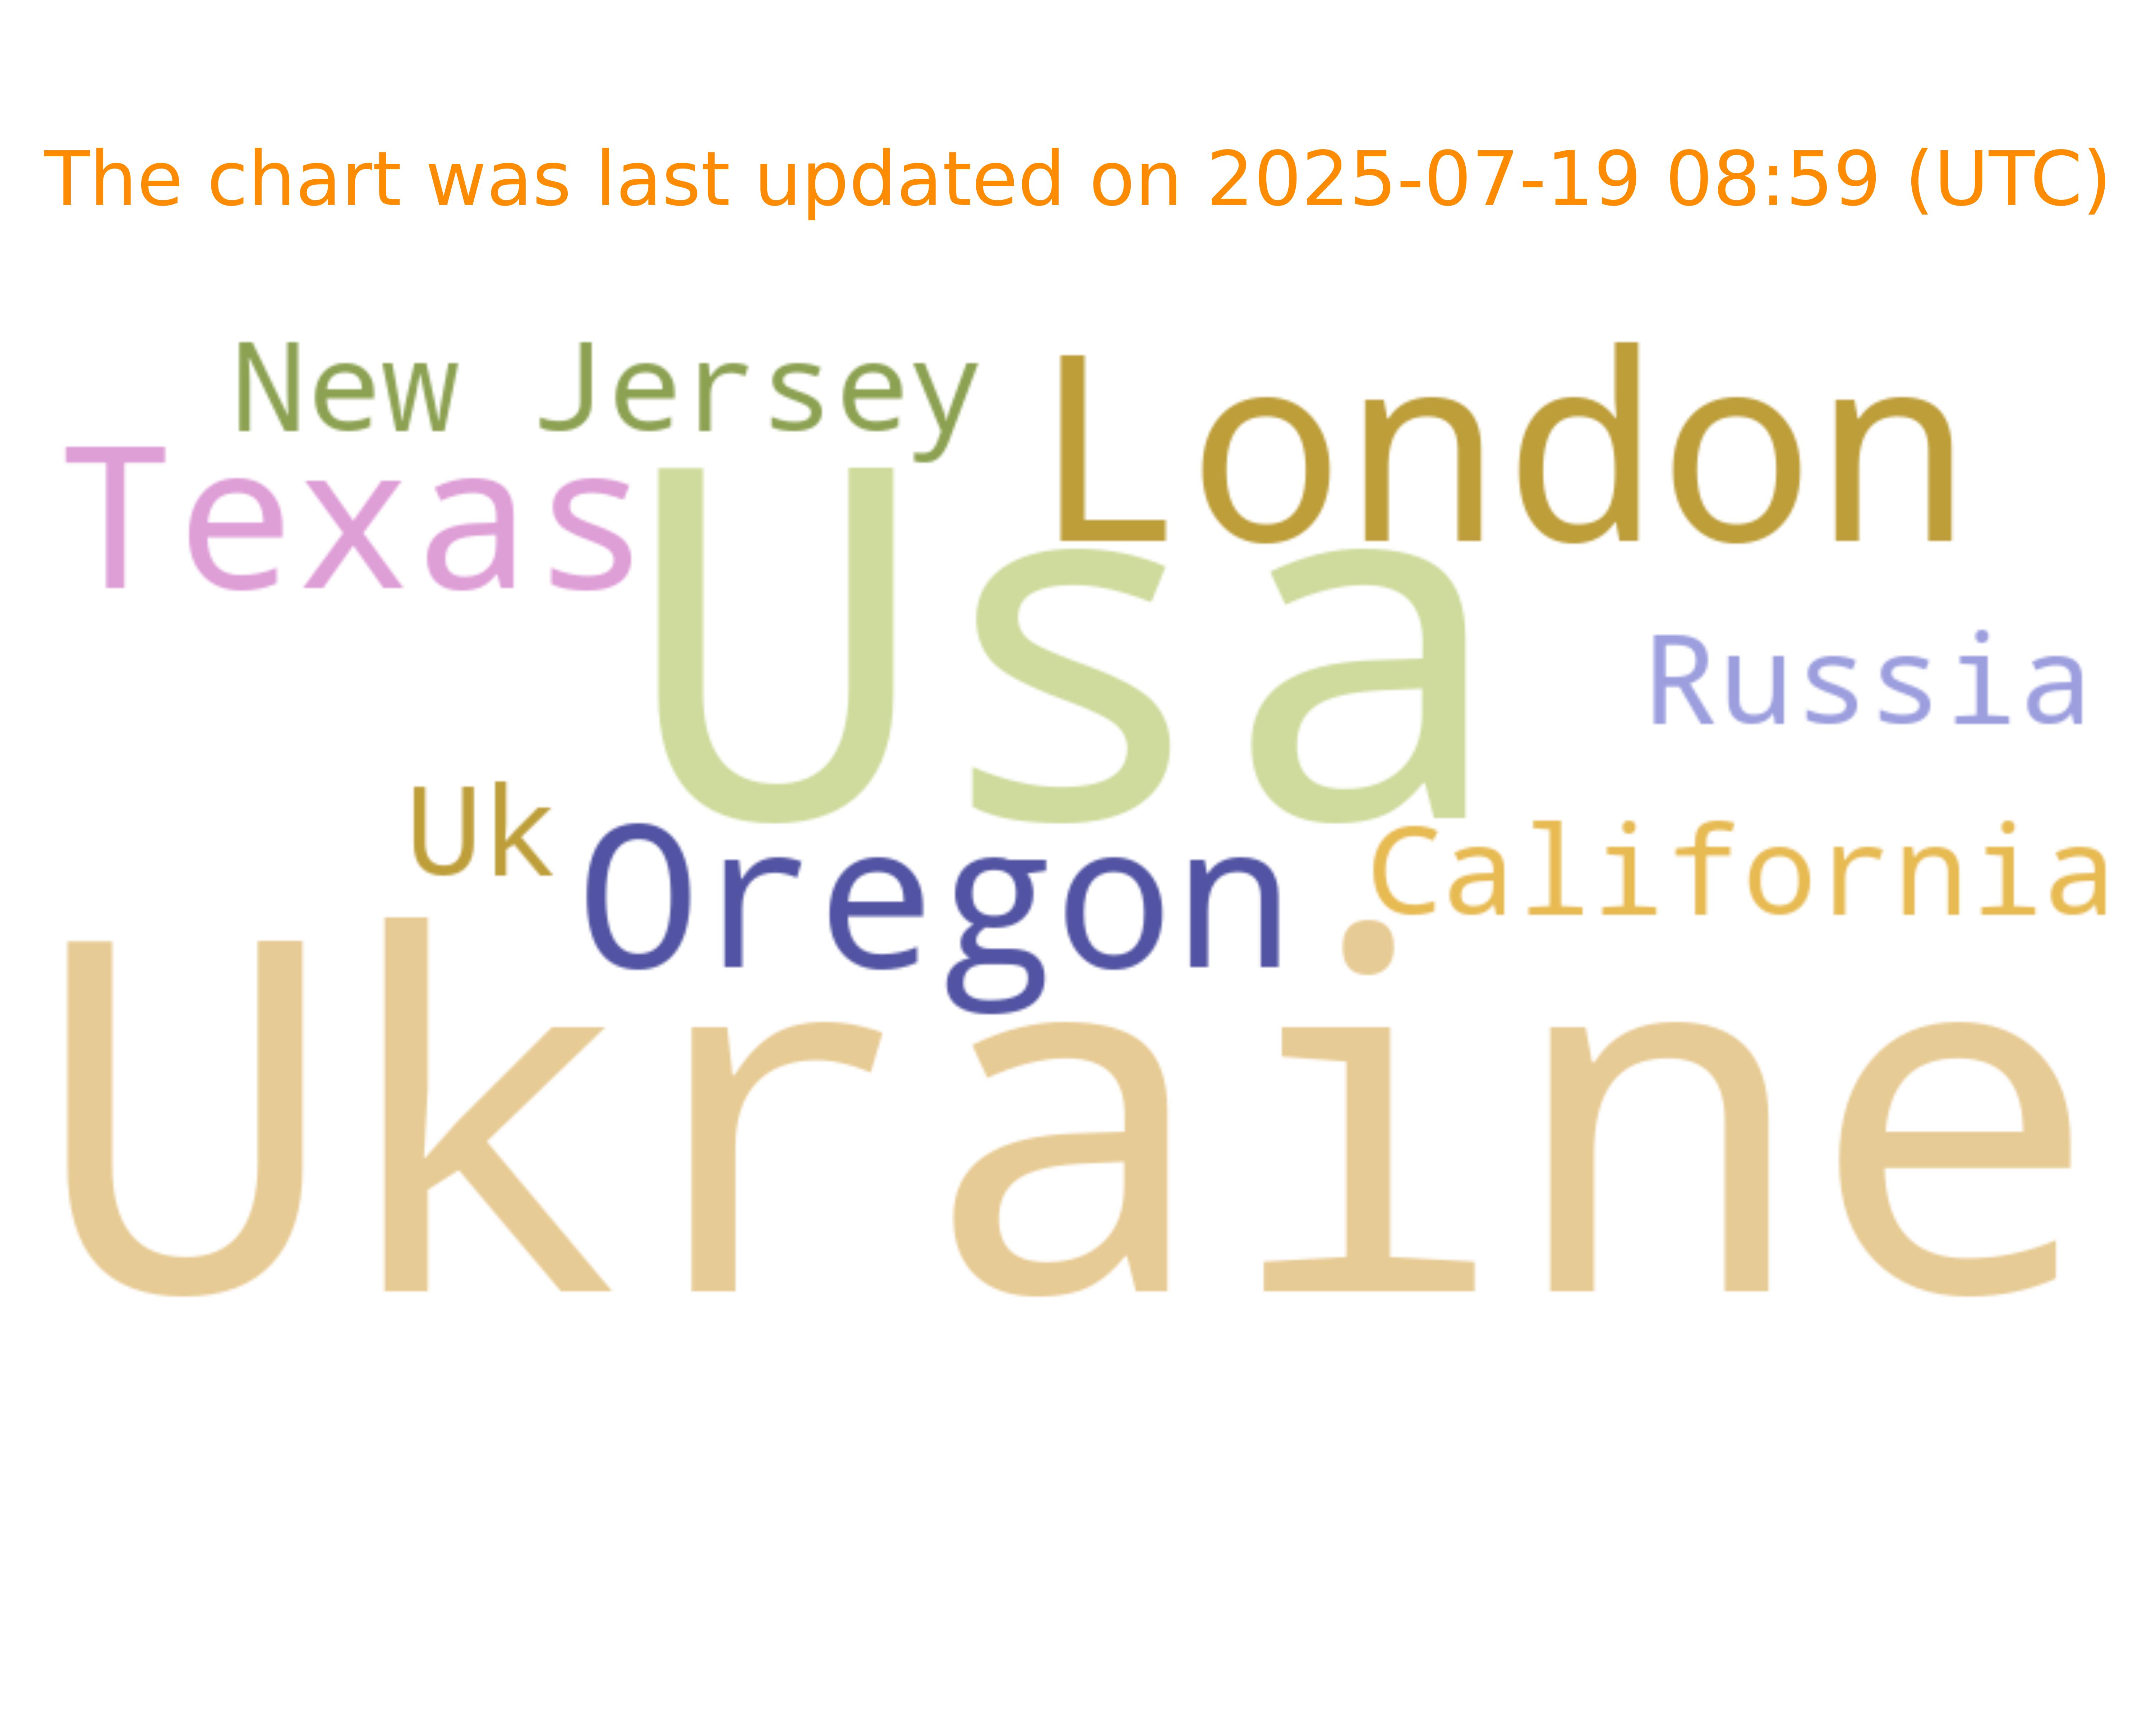 The chart was last updated on 2025-07-19 08:59 (UTC)
New Jersey
London
Texas
Usa
Russia
Uk
Oregon
California
Ukraine